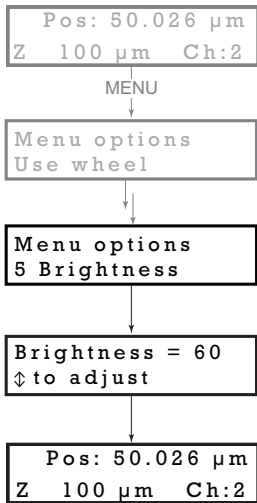 Pos: 50.026 µm
Z 100 µm Ch:2
MENU
Menu options
Use wheel
Menu options
5 Brightness
Brightness = 60
⇕ to adjust
Pos: 50.026 µm
Z 100 µm Ch:2